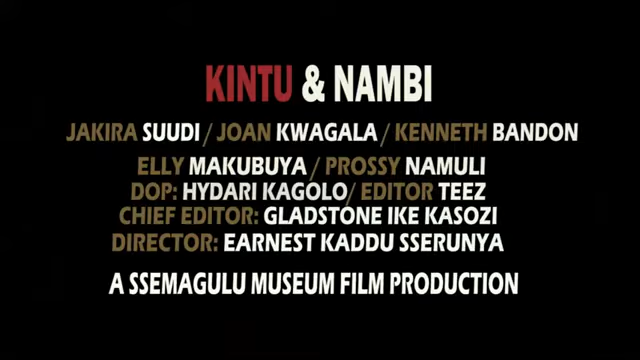 KINTU & NAMBI
JAKIRA SUUDI / JOAN KWAGALA / KENNETH BANDON
ELLY MAKUBUYA / PROSSY NAMULI
DOP: HYDARI KAGOLO/ EDITOR TEEZ
CHIEF EDITOR: GLADSTONE IKE KASOZI
DIRECTOR: EARNEST KADDU SSERUNYA
A SSEMAGULU MUSEUM FILM PRODUCTION